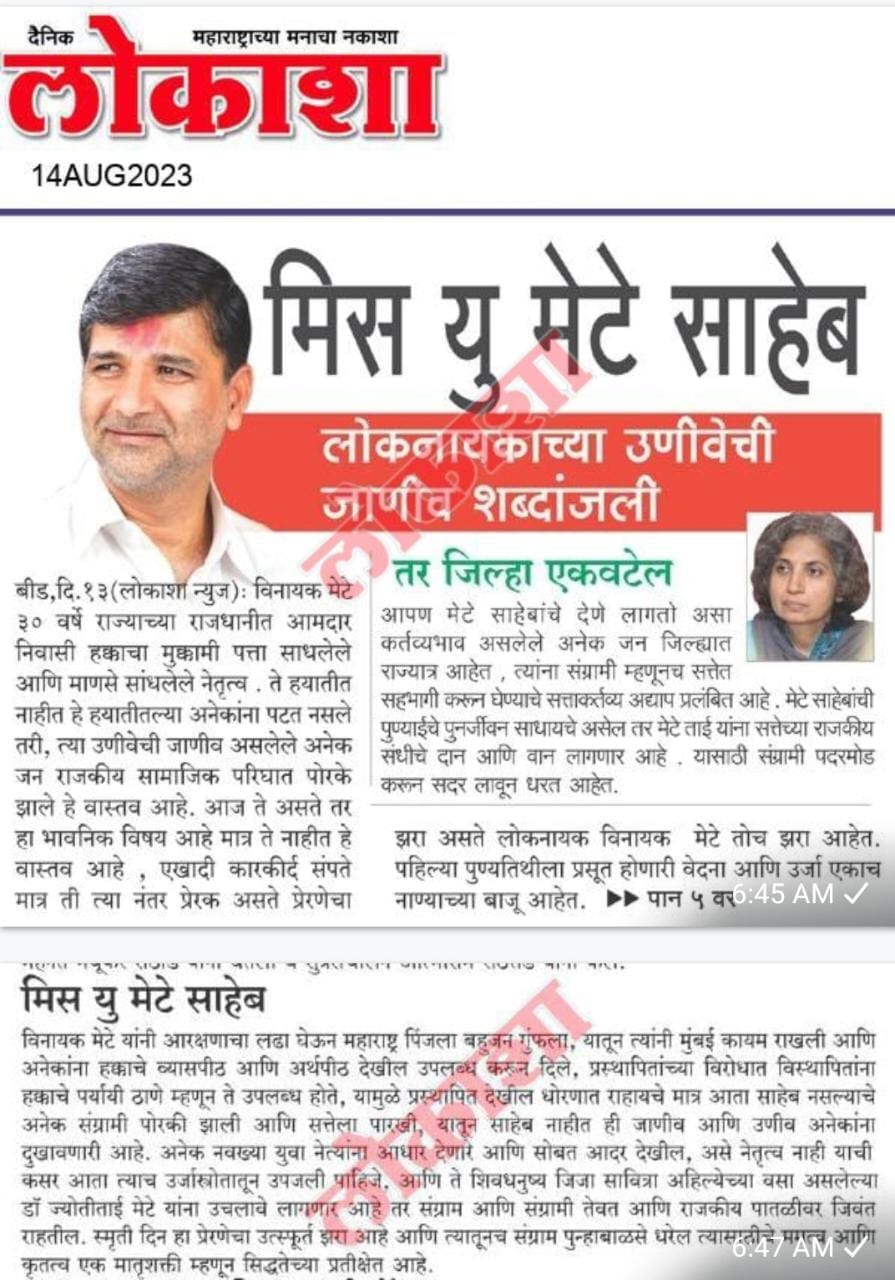 दैनिक
महाराष्ट्राच्या मनाचा नकाशा
लोकाशा
14AUG2023
मिस यु मेटे साहेब
लोकनायकाच्या उणीवेची
जाणीव शब्दांजली
बीड,दि.१३(लोकाशा न्युज): विनायक मेटे
३० वर्षे राज्याच्या राजधानीत आमदार
निवासी हक्काचा मुक्कामी पत्ता साधलेले
आणि माणसे सांधलेले नेतृत्व . ते हयातीत
नाहीत हे हयातीतल्या अनेकांना पटत नसले
तरी, त्या उणीवेची जाणीव असलेले अनेक
जन राजकीय सामाजिक परिघात पोरके
झाले हे वास्तव आहे. आज ते असते तर
हा भावनिक विषय आहे मात्र ते नाहीत हे
वास्तव आहे , एखादी कारकीर्द संपते
मात्र ती त्या नंतर प्रेरक असते प्रेरणेचा
तर जिल्हा एकवटेल
आपण मेटे साहेबांचे देणे लागतो असा
कर्तव्यभाव असलेले अनेक जन जिल्ह्यात
राज्यात्र आहेत , त्यांना संग्रामी म्हणूनच सत्तेत
सहभागी करून घेण्याचे सत्ताकर्तव्य अद्याप प्रलंबित आहे . मेटे साहेबांची
पुण्याईचे पुनर्जीवन साधायचे असेल तर मेटे ताई यांना सत्तेच्या राजकीय
संधीचे दान आणि वान लागणार आहे . यासाठी संग्रामी पदरमोड
करून सदर लावून धरत आहेत.
झरा असते लोकनायक विनायक मेटे तोच झरा आहेत.
पहिल्या पुण्यतिथीला प्रसूत होणारी वेदना आणि उर्जा एकाच
नाण्याच्या बाजू आहेत. ▶▶ पान ५ वर
6:45 AM ✓
मिस यु मेटे साहेब
विनायक मेटे यांनी आरक्षणाचा लढा घेऊन महाराष्ट्र पिंजला बहुजन गुंफला, यातून त्यांनी मुंबई कायम राखली आणि
अनेकांना हक्काचे व्यासपीठ आणि अर्थपीठ देखील उपलब्ध करून दिले, प्रस्थापितांच्या विरोधात विस्थापितांना
हक्काचे पर्यायी ठाणे म्हणून ते उपलब्ध होते, यामुळे प्रस्थापित देखील धोरणात राहायचे मात्र आता साहेब नसल्याचे
अनेक संग्रामी पोरकी झाली आणि सत्तेला पारखी, यातून साहेब नाहीत ही जाणीव आणि उणीव अनेकांना
दुखावणारी आहे. अनेक नवख्या युवा नेत्यांना आधार देणारे आणि सोबत आदर देखील, असे नेतृत्व नाही याची
कसर आता त्याच उर्जास्त्रोतातून उपजली पाहिजे. आणि ते शिवधनुष्य जिजा सावित्रा अहिल्येच्या वसा असलेल्या
डॉ ज्योतीताई मेटे यांना उचलावे लागणार आहे तर संग्राम आणि संग्रामी तेवत आणि राजकीय पातळीवर जिवंत
राहतील. स्मृती दिन हा प्रेरणेचा उत्स्फूर्त झरा आहे आणि त्यातूनच संग्राम पुन्हाबाळसे धरेल त्यासाठीचे ममत्व आणि
कृतत्व एक मातृशक्ती म्हणून सिद्धतेच्या प्रतीक्षेत आहे.
6:47 AM ✓